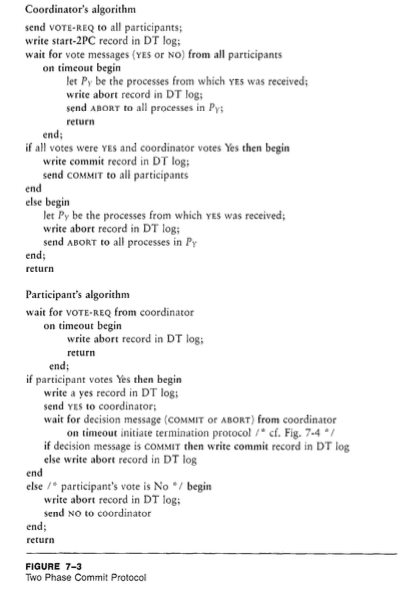 Coordinator's algorithm
send VOTE-REQ to all participants;
write start-2PC record in DT log;
wait for vote messages (YES or NO) from all participants
on timeout begin
let PY be the processes from which YES was received;
write abort record in DT log;
send ABORT to all processes in PY;
return
end;
if all votes were YES and coordinator votes Yes then begin
write commit record in DT log;
send COMMIT to all participants
end
else begin
let PY be the processes from which YES was received;
write abort record in DT log;
send ABORT to all processes in PY
end;
return
Participant's algorithm
wait for VOTE-REQ from coordinator
on timeout begin
write abort record in DT log;
return
end;
if participant votes Yes then begin
write a yes record in DT log;
send YES to coordinator;
wait for decision message (COMMIT or ABORT) from coordinator
on timeout initiate termination protocol /* cf. Fig. 7-4 */
if decision message is COMMIT then write commit record in DT log
else write abort record in DT log
end
else /* participant's vote is No */ begin
write abort record in DT log;
send NO to coordinator
end;
return
FIGURE 7-3
Two Phase Commit Protocol